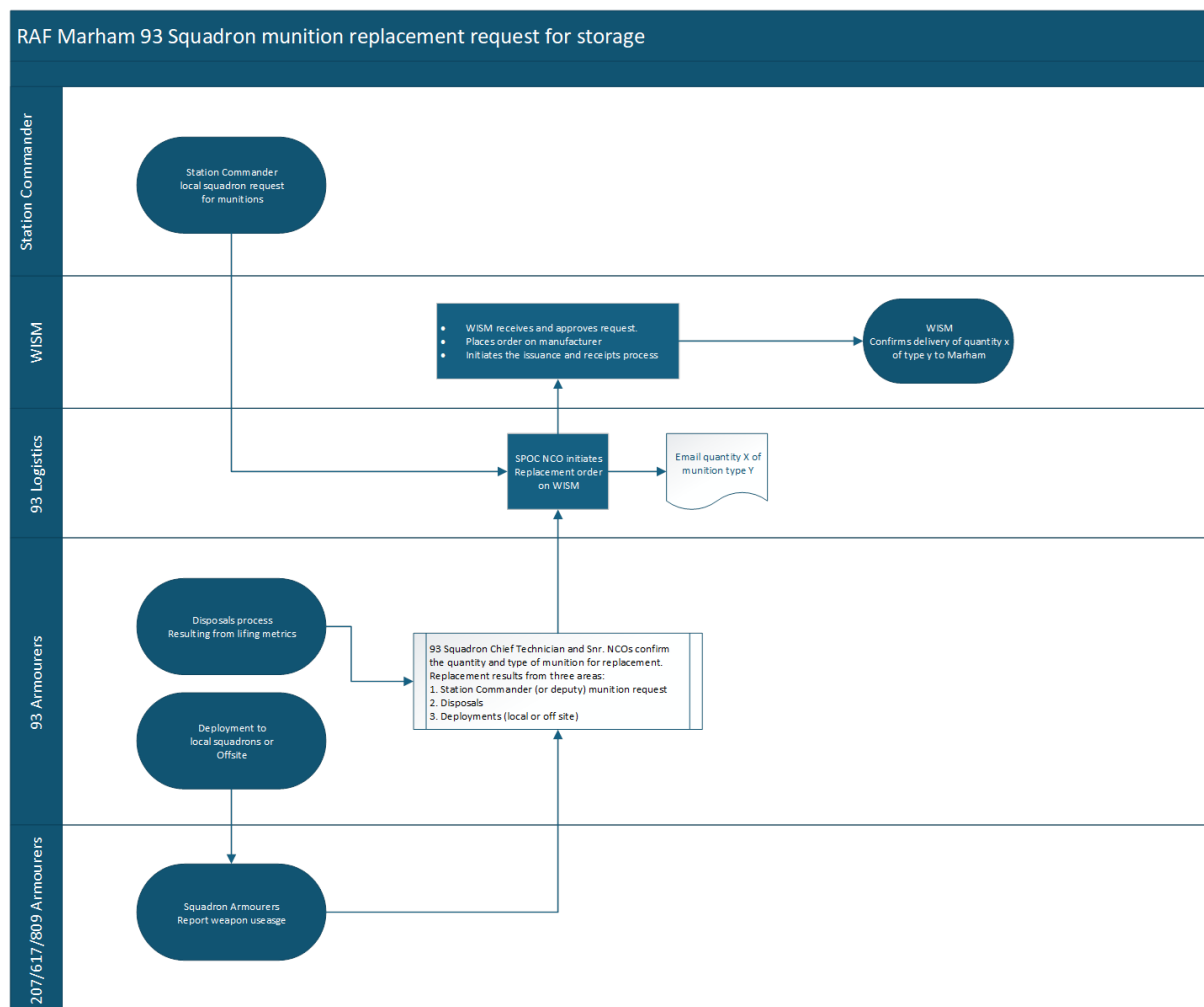 RAF Marham 93 Squadron munition replacement request for storage
Station Commander
Station Commander
local squadron request
for munitions
WISM
• WISM receives and approves request.
• Places order on manufacturer
• Initiates the issuance and receipts process
WISM
Confirms delivery of quantity x
of type y to Marham
93 Logistics
SPOC NCO initiates
Replacement order
on WISM
Email quantity X of
munition type Y
93 Armourers
Disposals process
Resulting from lifing metrics
93 Squadron Chief Technician and Snr. NCOs confirm
the quantity and type of munition for replacement.
Replacement results from three areas:
1. Station Commander (or deputy) munition request
2. Disposals
3. Deployments (local or off site)
Deployment to
local squadrons or
Offsite
207/617/809 Armourers
Squadron Armourers
Report weapon useasge